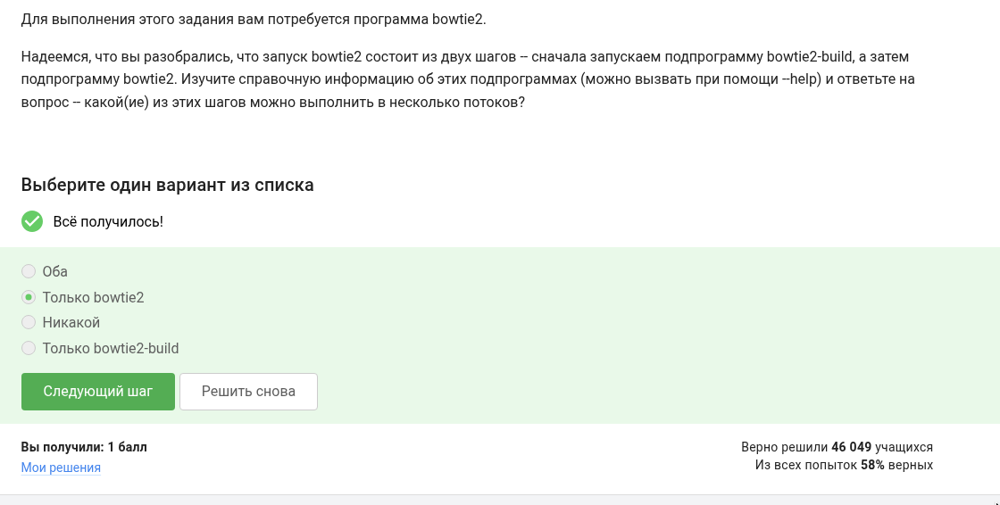 Для выполнения этого задания вам потребуется программа bowtie2.
Надеемся, что вы разобрались, что запуск bowtie2 состоит из двух шагов -- сначала запускаем подпрограмму bowtie2-build, а затем
подпрограмму bowtie2. Изучите справочную информацию об этих подпрограммах (можно вызвать при помощи --help) и ответьте на
вопрос -- какой(ие) из этих шагов можно выполнить в несколько потоков?
Выберите один вариант из списка
Всё получилось!
Оба
Только bowtie2
Никакой
Только bowtie2-build
Следующий шаг
Решить снова
Вы получили: 1 балл
Мои решения
Верно решили 46 049 учащихся
Из всех попыток 58% верных